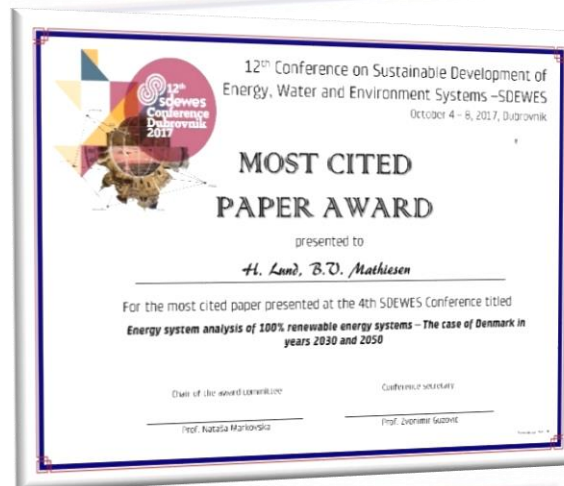 12th
sdewes
Conference
Dubrovnik
2017
12th Conference on Sustainable Development of
Energy, Water and Environment Systems –SDEWES
October 4 – 8, 2017, Dubrovnik
MOST CITED
PAPER AWARD
presented to
H. Lund, B.V. Mathiesen
For the most cited paper presented at the 4th SDEWES Conference titled
Energy system analysis of 100% renewable energy systems – The case of Denmark in
years 2030 and 2050
Chair of the award committee
Conference secretary
Prof. Nataša Markovska
Prof. Zvonimir Guzović